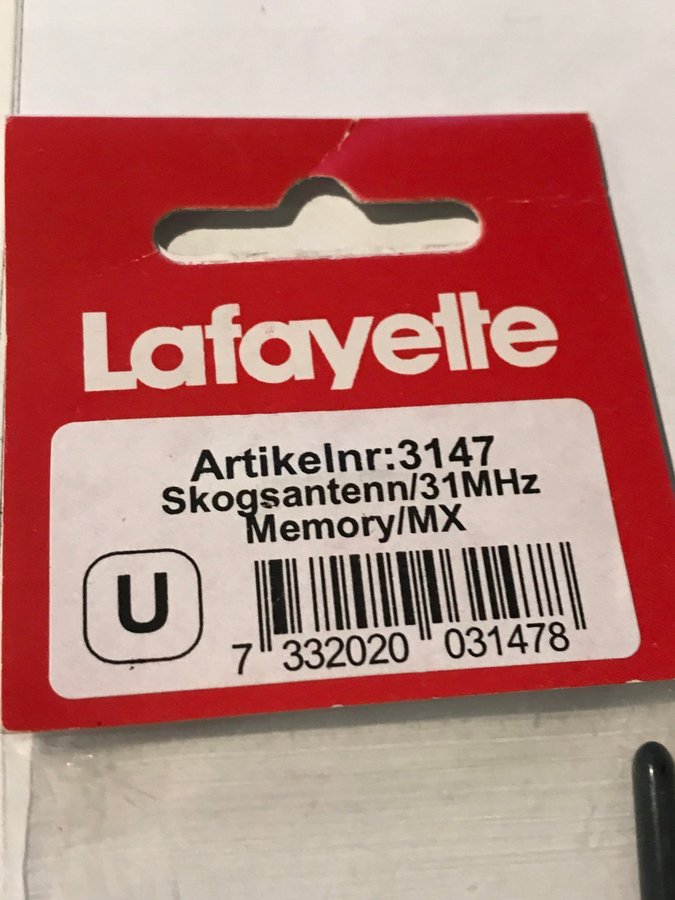 Lafayette
Artikelnr:3147
Skogsantenn/31MHz
Memory/MX
U
7 332020 031478